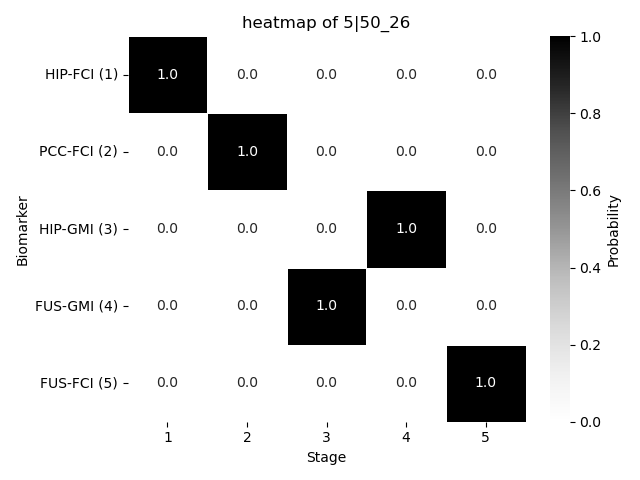 heatmap of 5|50_26
HIP-FCI (1) 1.0 0.0 0.0 0.0 0.0
PCC-FCI (2) 0.0 1.0 0.0 0.0 0.0
HIP-GMI (3) 0.0 0.0 0.0 1.0 0.0
FUS-GMI (4) 0.0 0.0 1.0 0.0 0.0
FUS-FCI (5) 0.0 0.0 0.0 0.0 1.0
1 2 3 4 5
Stage
Biomarker
1.0
0.8
0.6
0.4
0.2
0.0
Probability